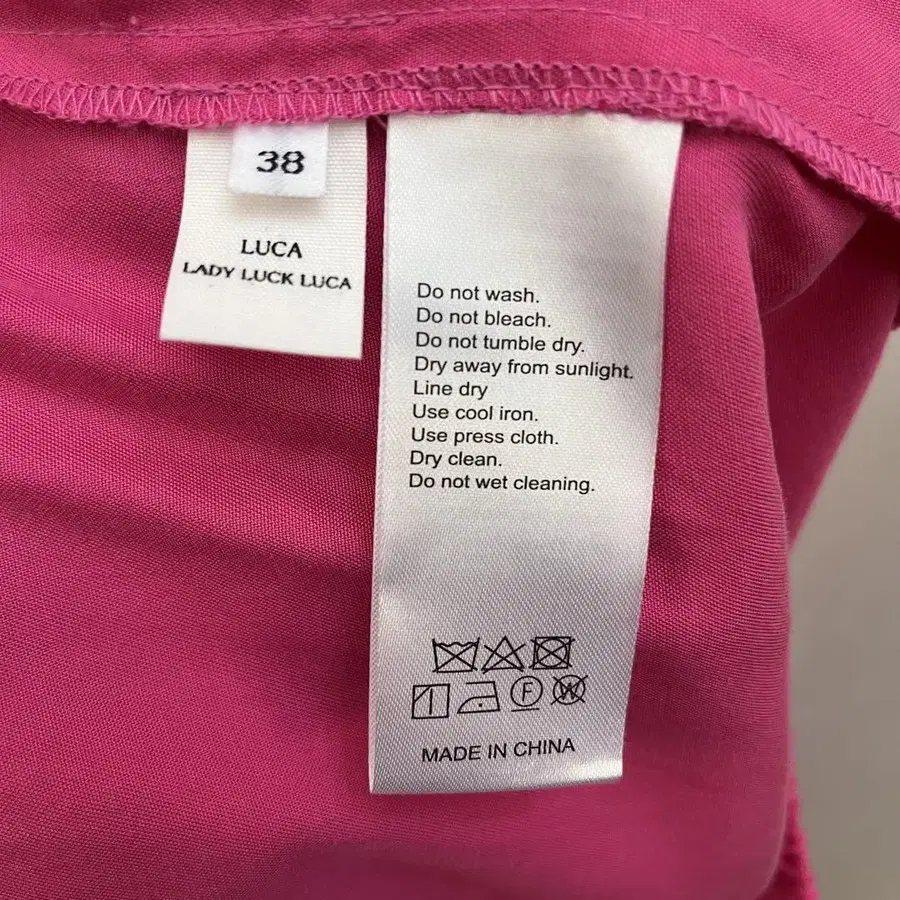 38
LUCA
LADY LUCK LUCA
Do not wash.
Do not bleach.
Do not tumble dry.
Dry away from sunlight.
Line dry
Use cool iron.
Use press cloth.
Dry clean.
Do not wet cleaning.
F W
MADE IN CHINA